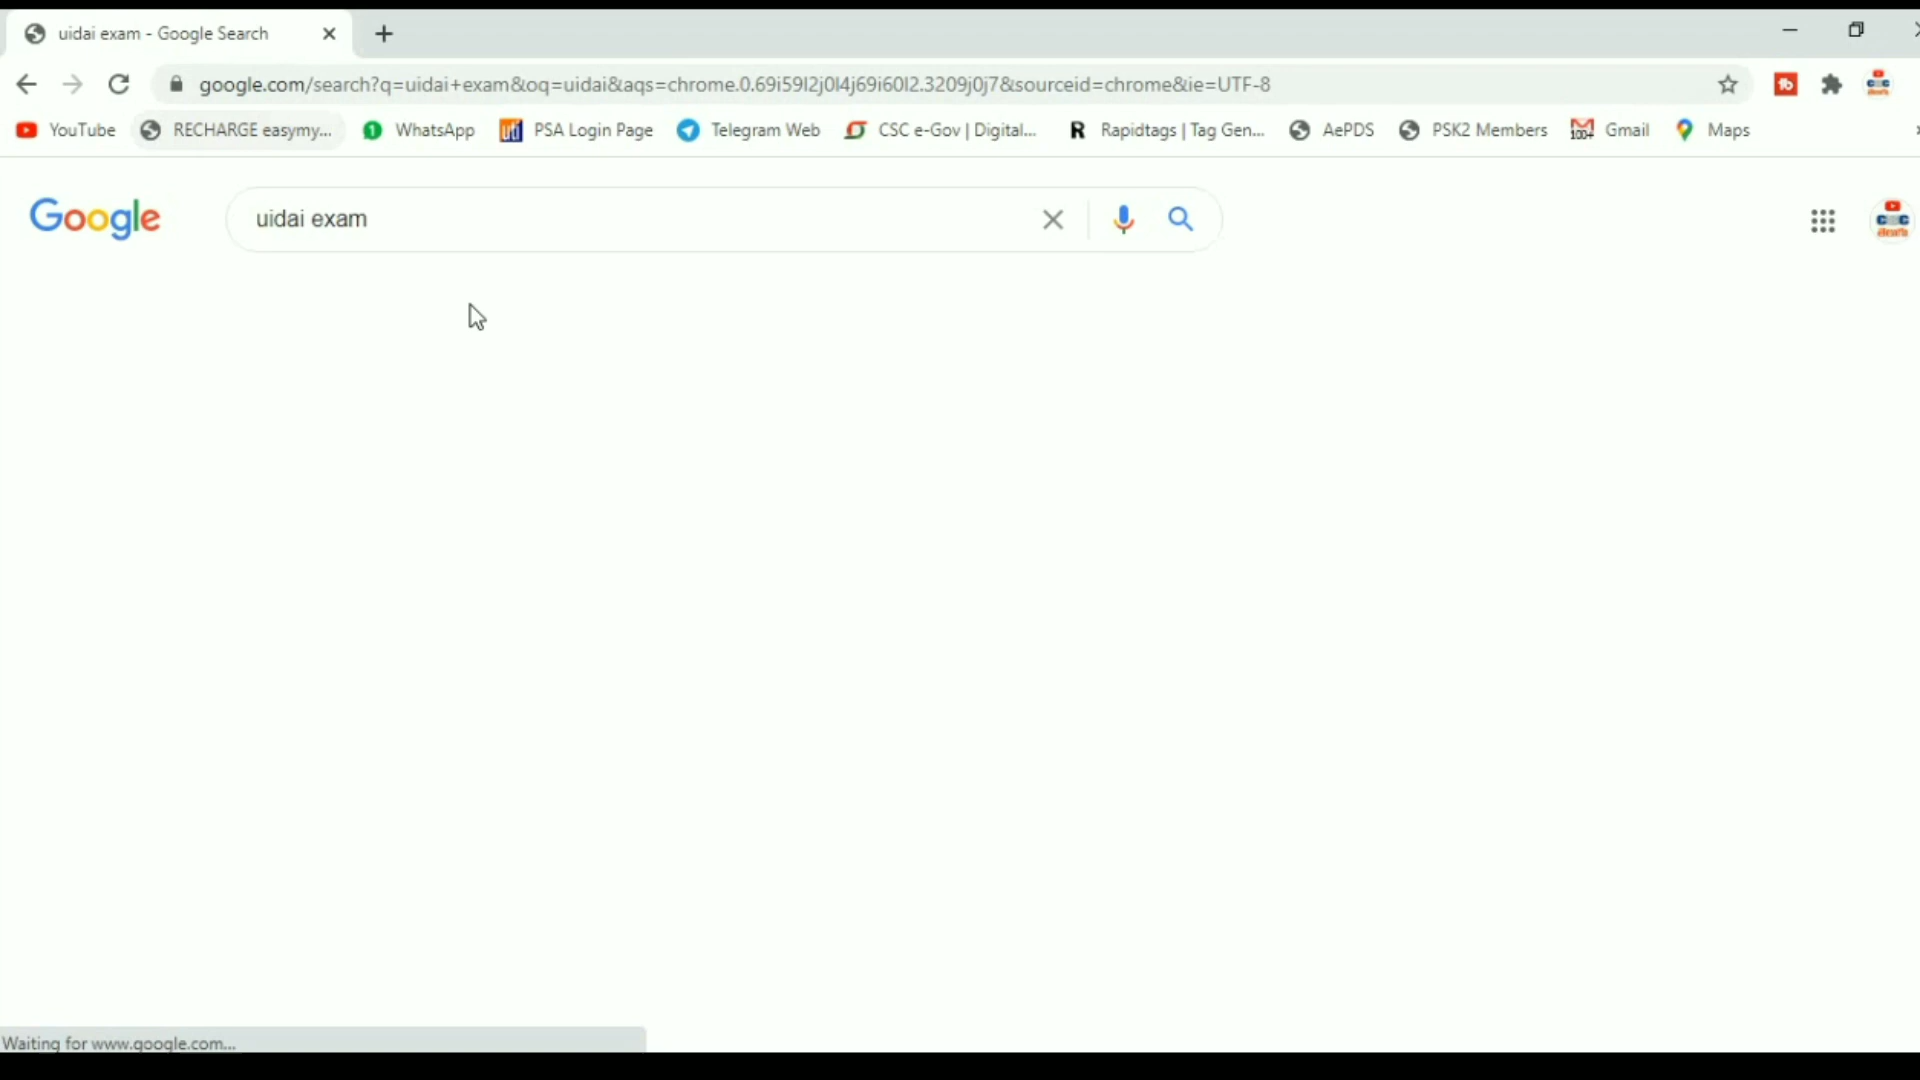 uidai exam - Google Search
google.com/search?q=uidai+exam&oq=uidai&aqs=chrome.0.69i59l2j0l4j69i60l2.3209j0j7&sourceid=chrome&ie=UTF-8
YouTube RECHARGE easymy... WhatsApp PSA Login Page Telegram Web CSC e-Gov | Digital... Rapidtags | Tag Gen... AePDS PSK2 Members 100+ Gmail Maps
Google uidai exam
Waiting for www.google.com...